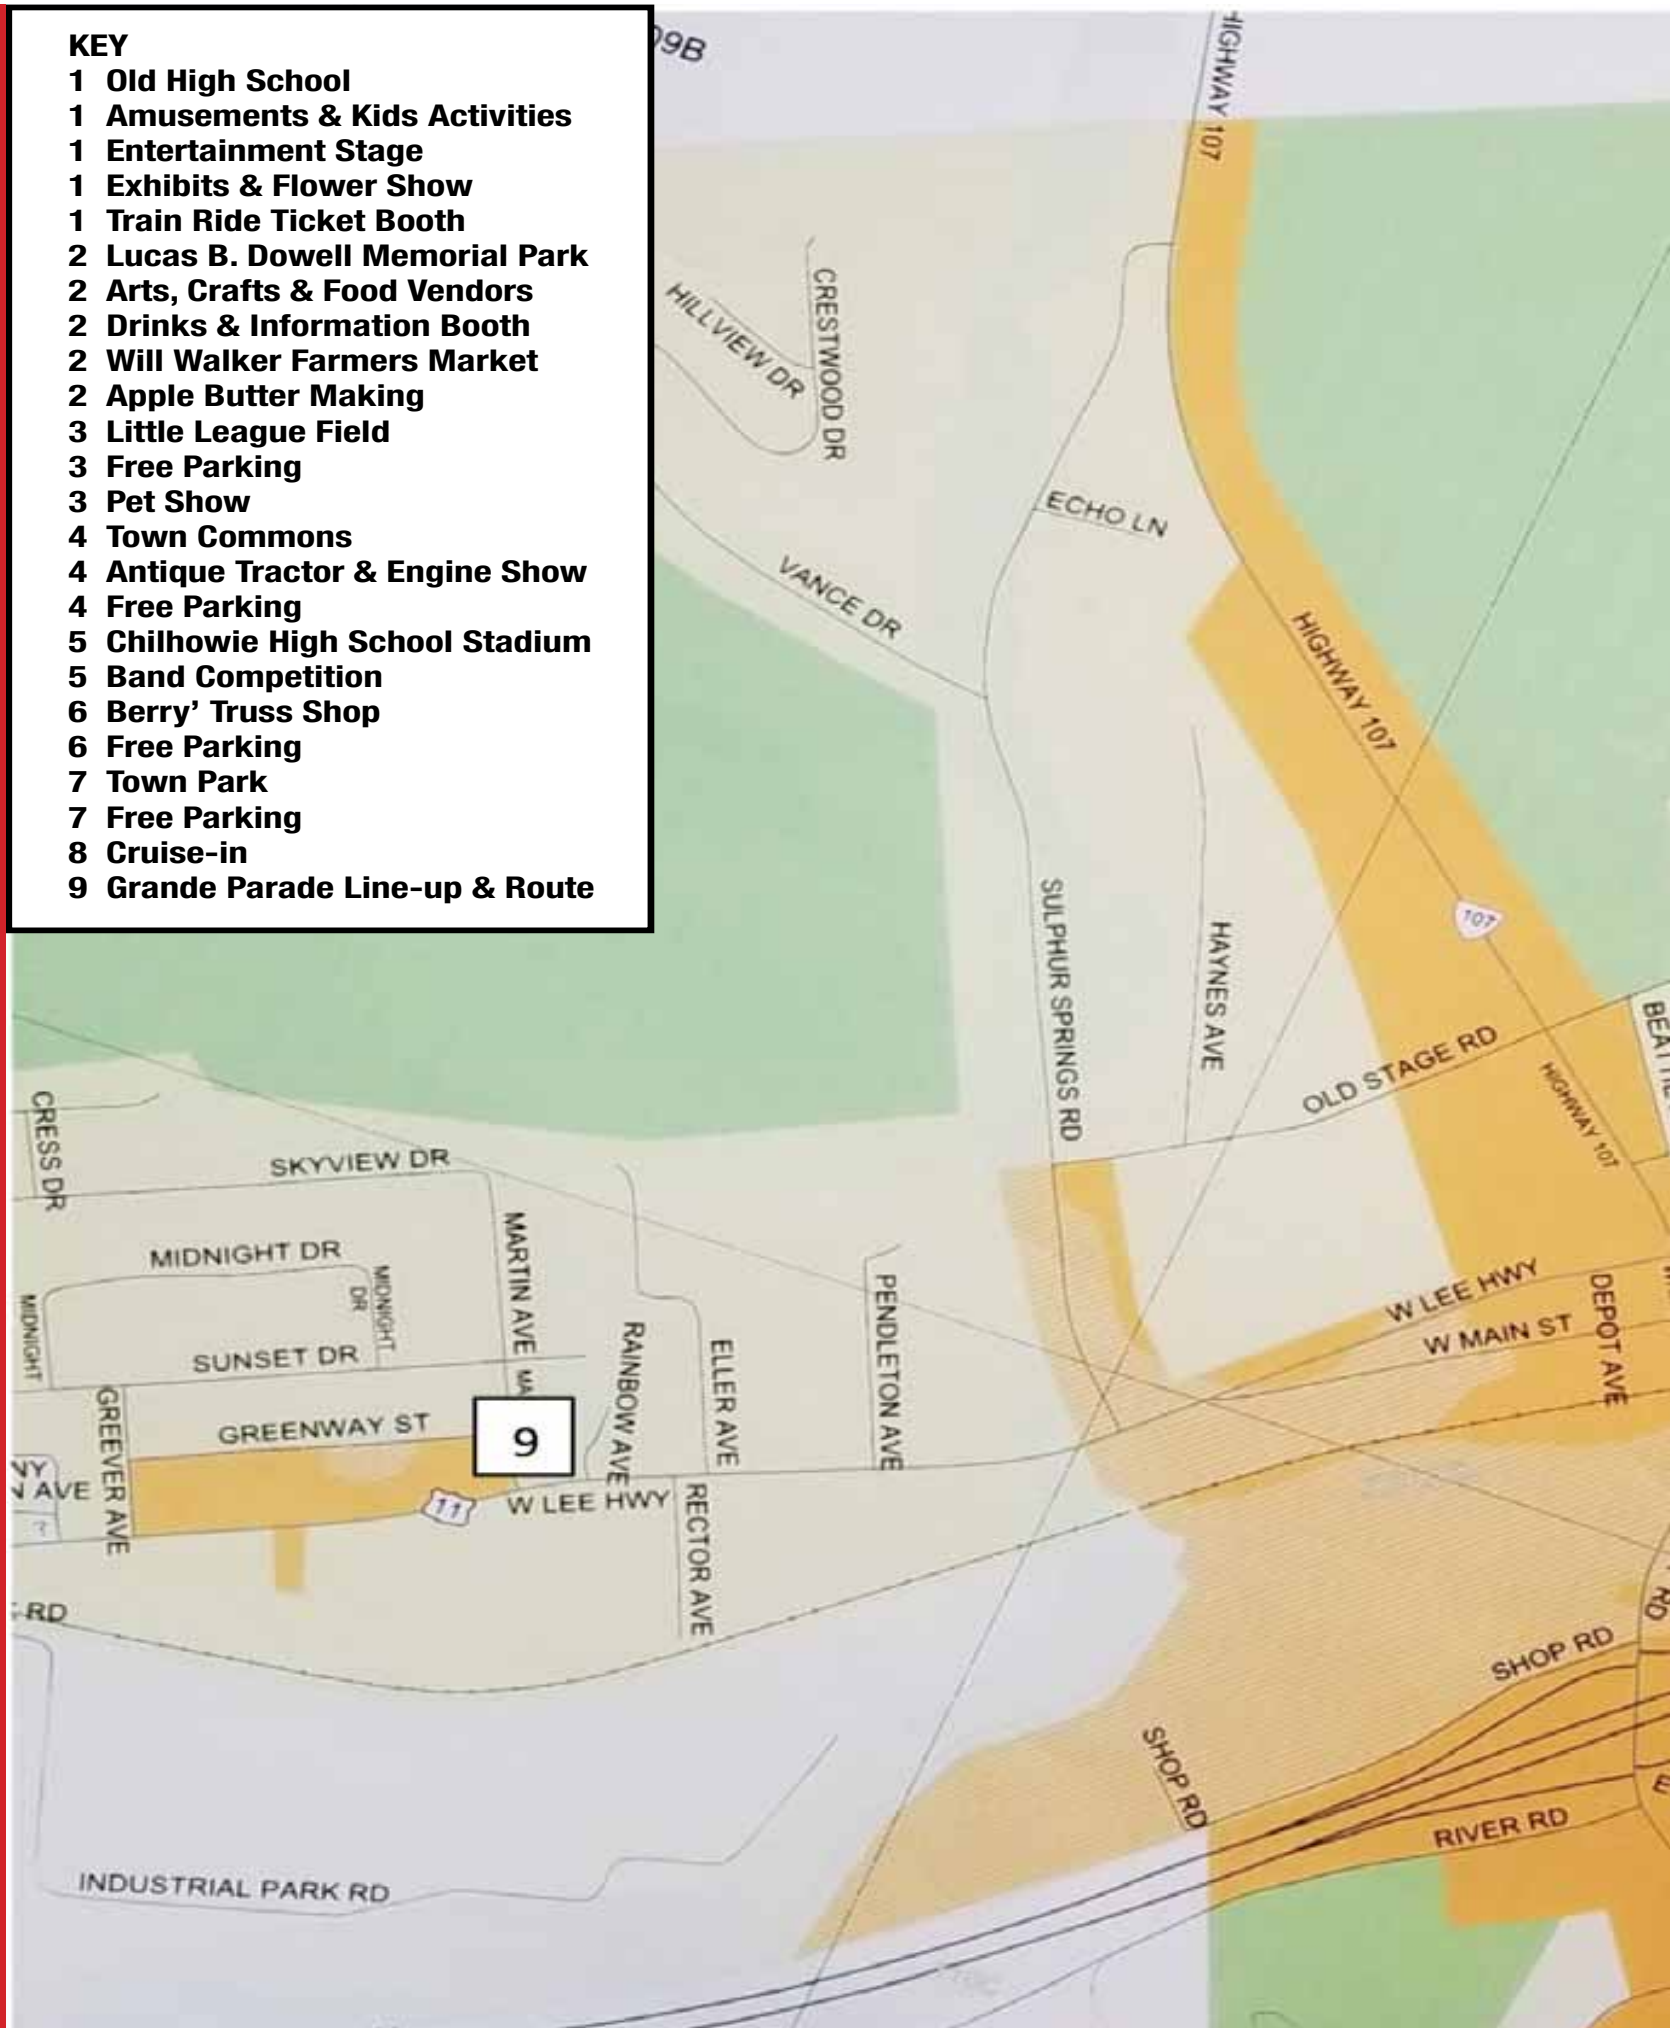 KEY
1 Old High School
1 Amusements & Kids Activities
1 Entertainment Stage
1 Exhibits & Flower Show
1 Train Ride Ticket Booth
2 Lucas B. Dowell Memorial Park
2 Arts, Crafts & Food Vendors
2 Drinks & Information Booth
2 Will Walker Farmers Market
2 Apple Butter Making
3 Little League Field
3 Free Parking
3 Pet Show
4 Town Commons
4 Antique Tractor & Engine Show
4 Free Parking
5 Chilhowie High School Stadium
5 Band Competition
6 Berry’ Truss Shop
6 Free Parking
7 Town Park
7 Free Parking
8 Cruise-in
9 Grande Parade Line-up & Route
09B
HIGHWAY 107
HILLVIEW DR
CRESTWOOD DR
ECHO LN
VANCE DR
HIGHWAY 107
107
SULPHUR SPRINGS RD
HAYNES AVE
OLD STAGE RD
HIGHWAY 107
CRESS DR
SKYVIEW DR
MIDNIGHT DR
MIDNIGHT
MIDNIGHT
DR
MARTIN AVE
MA
SUNSET DR
RAINBOW AVE
ELLER AVE
PENDLETON AVE
W LEE HWY
W MAIN ST
DEPOT AVE
GREEVER AVE
GREENWAY ST
9
AVE
11
W LEE HWY
RECTOR AVE
RD
RD
SHOP RD
SHOP RD
RIVER RD
E
INDUSTRIAL PARK RD